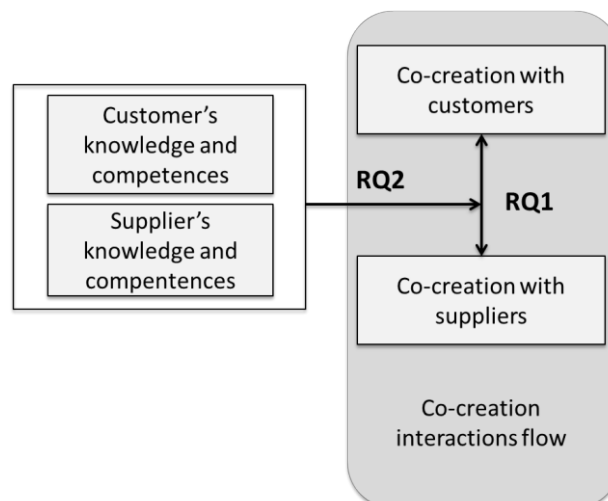 Customer's
knowledge and
competences
Supplier's
knowledge and
compentences
RQ2
Co-creation with
customers
RQ1
Co-creation with
suppliers
Co-creation
interactions flow